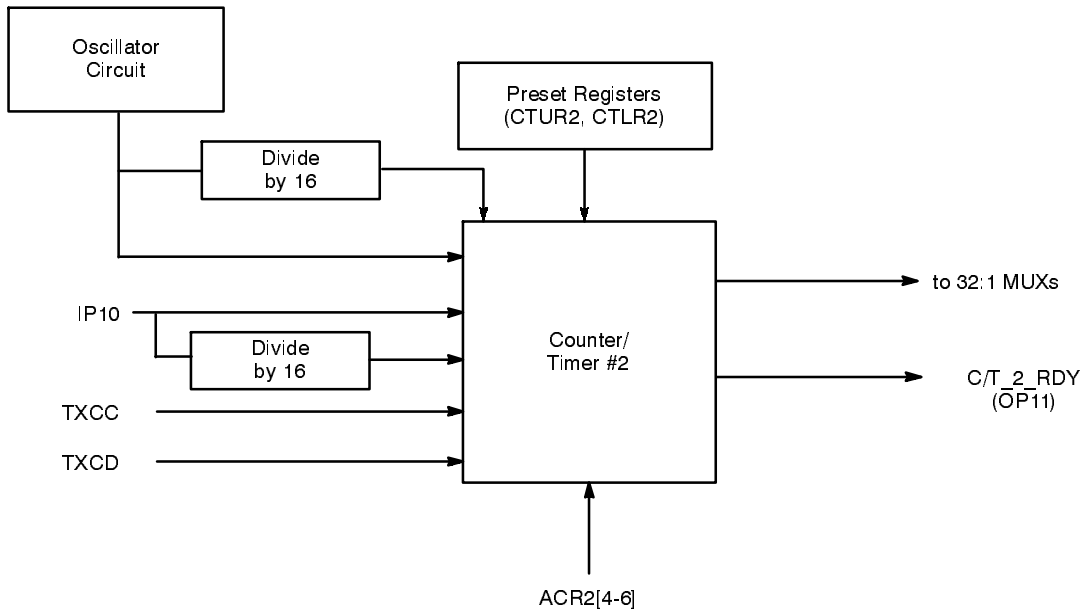 Oscillator
Circuit
Preset Registers
(CTUR2, CTLR2)
Divide
by 16
to 32:1 MUXs
IP10
Divide
by 16
Counter/
Timer #2
C/T_2_RDY
(OP11)
TXCC
TXCD
ACR2[4-6]